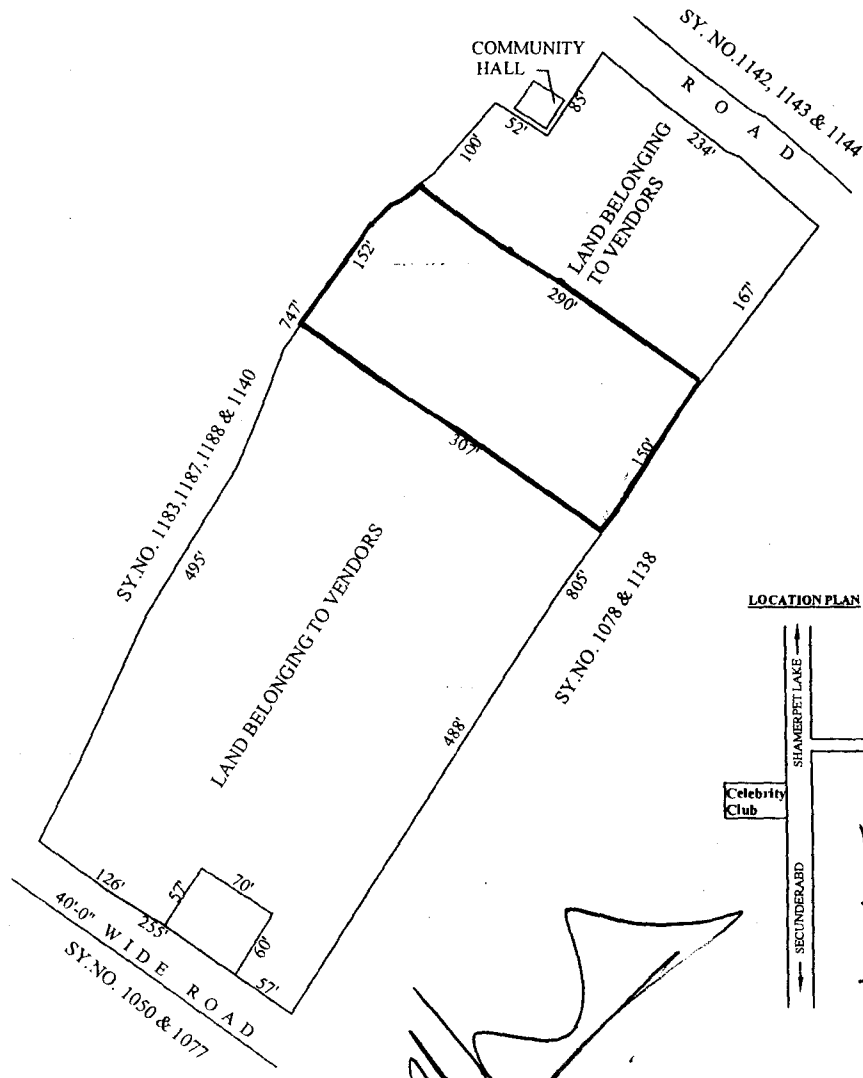 SY. NO.1142, 1143 & 1144
ROAD
COMMUNITY
HALL
85'
52'
234'
100'
LAND BELONGING
TO VENDORS
167'
152'
290'
747'
307'
150'
SY.NO. 1183,1187,1188 & 1140
495'
805'
SY.NO. 1078 & 1138
LAND BELONGING TO VENDORS
488'
LOCATION PLAN
SHAMERPET LAKE
Celebrity
Club
SECUNDERABD
126'
57'
70'
255'
60'
57'
40'-0" WIDE ROAD
SY.NO. 1050 & 1077